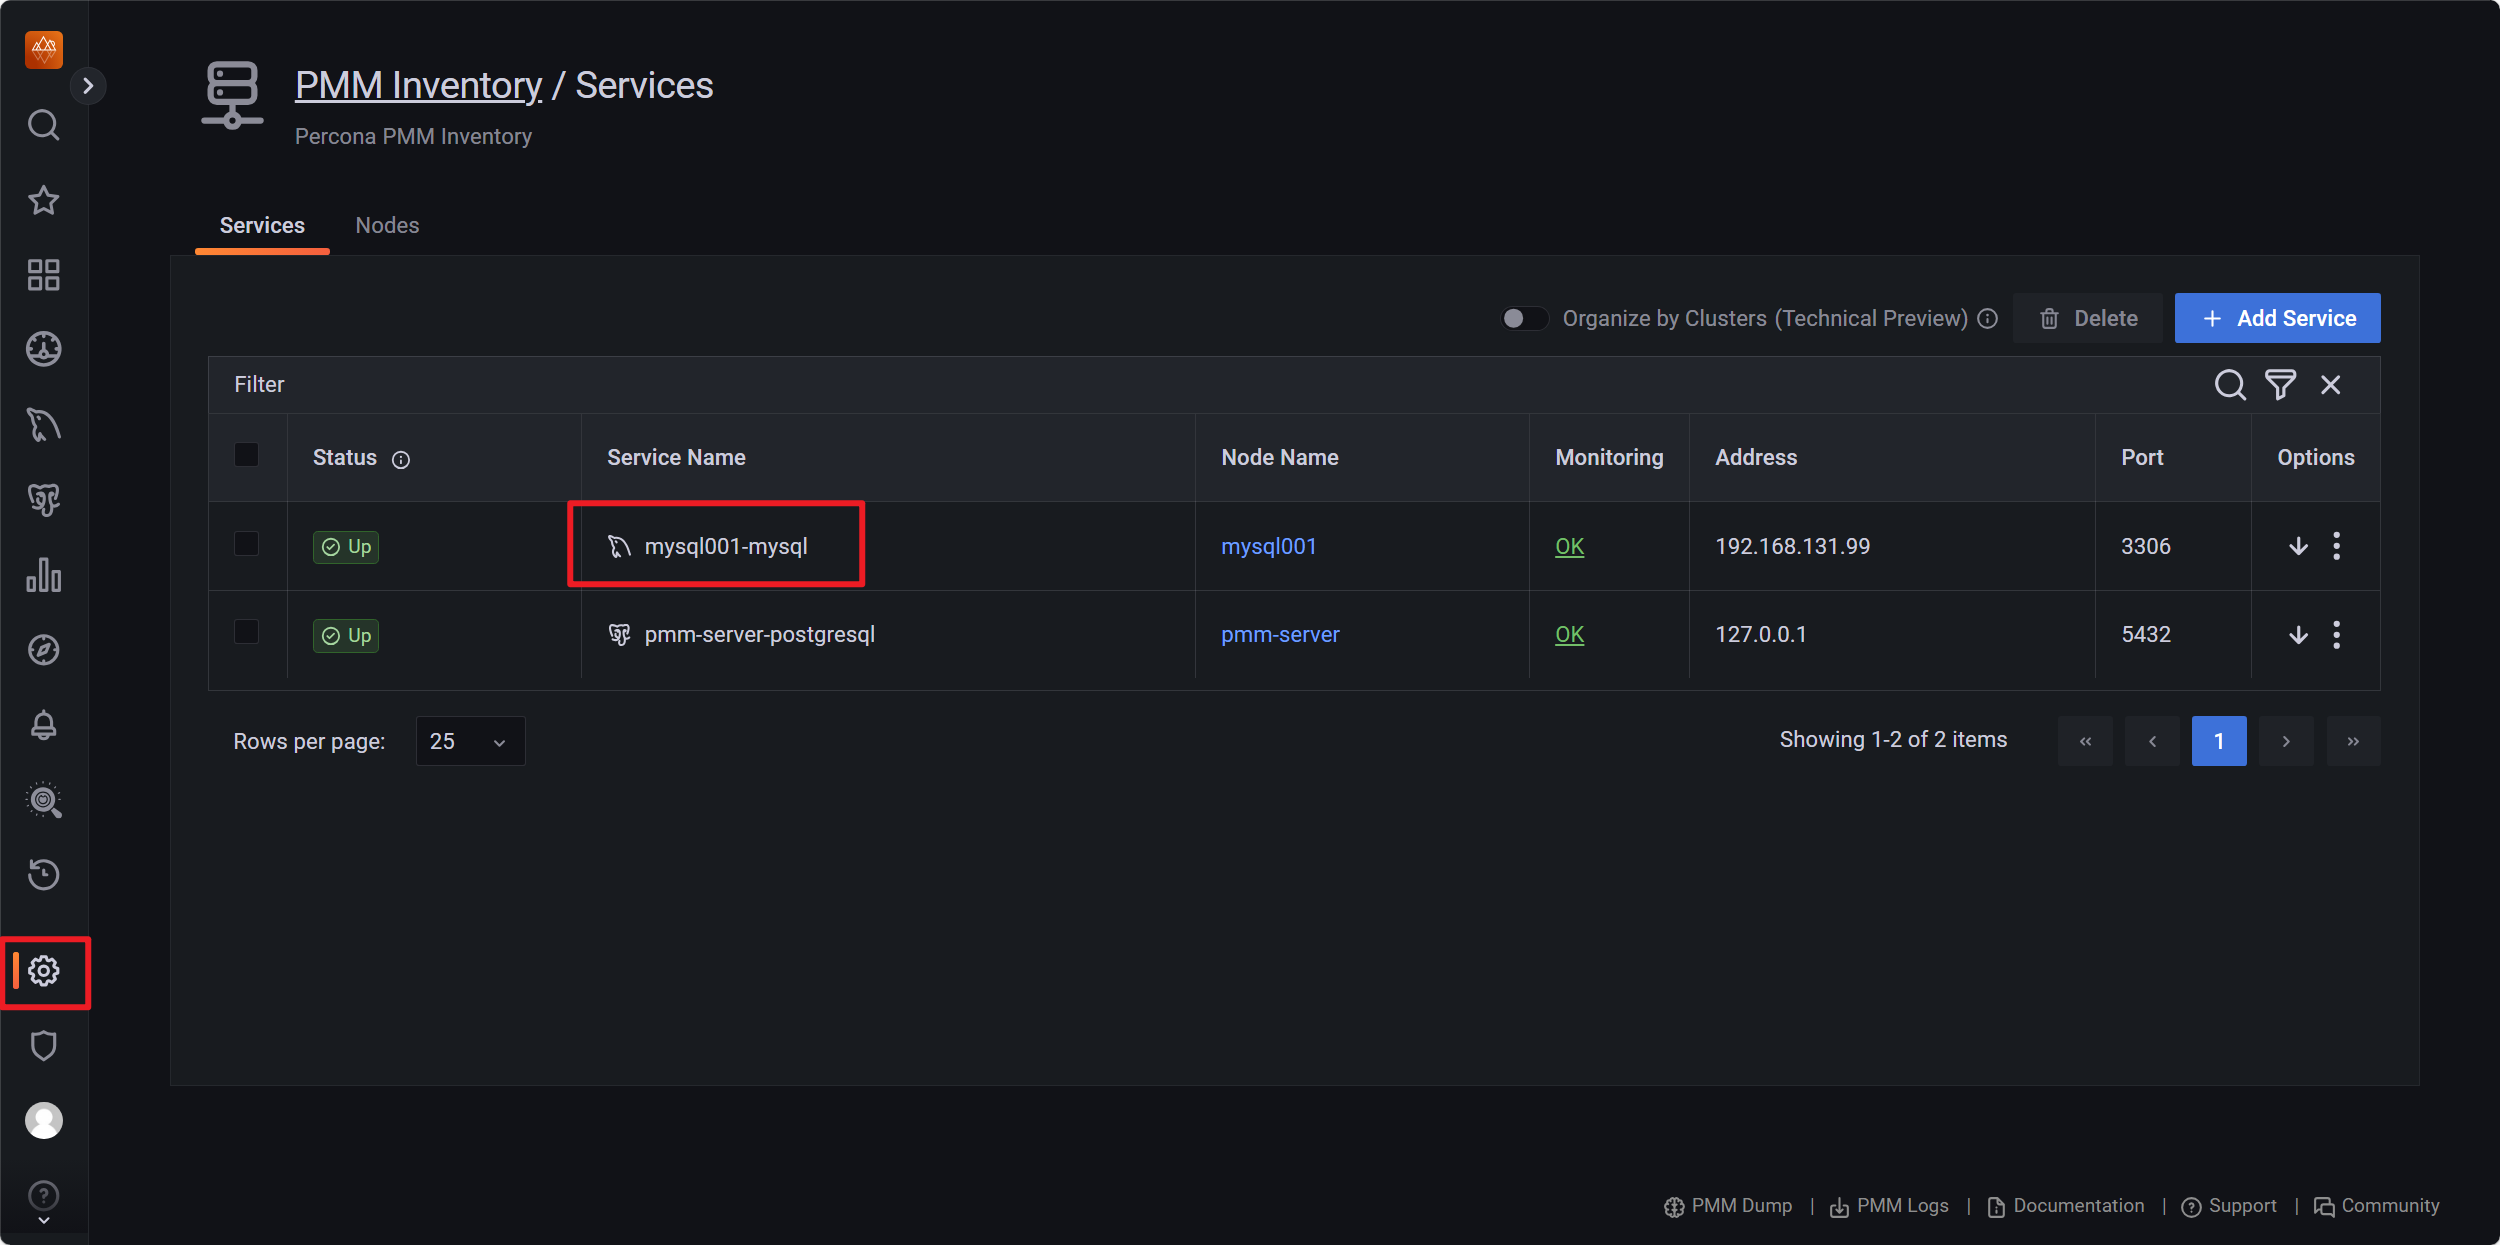 PMM Inventory / Services
Percona PMM Inventory
Services Nodes
Organize by Clusters (Technical Preview) Delete + Add Service
Filter
Status Service Name Node Name Monitoring Address Port Options
Up mysql001-mysql mysql001 OK 192.168.131.99 3306
Up pmm-server-postgresql pmm-server OK 127.0.0.1 5432
Rows per page: 25 Showing 1-2 of 2 items « ‹ 1 › »
PMM Dump | PMM Logs | Documentation | Support | Community